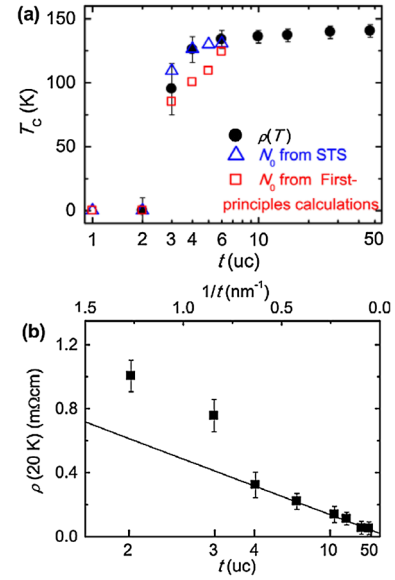 (a)
150
100
50
0
T_C (K)
ρ(T)
N₀ from STS
N₀ from First-
principles calculations
1 2 3 4 6 10 50
t (uc)
1/t (nm⁻¹)
1.5 1.0 0.5 0.0
(b)
1.2
0.8
0.4
0.0
ρ (20 K) (mΩcm)
2 3 4 10 50
t (uc)